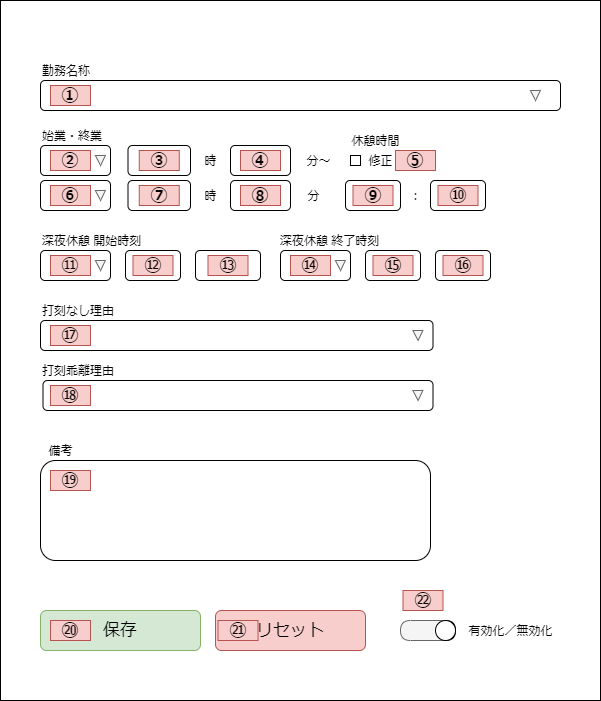 勤務名称
① ▽
始業・終業
休憩時間
② ▽ ③ 時 ④ 分～ 修正 ⑤
⑥ ▽ ⑦ 時 ⑧ 分 ⑨ : ⑩
深夜休憩 開始時刻 深夜休憩 終了時刻
⑪ ▽ ⑫ ⑬ ⑭ ▽ ⑮ ⑯
打刻なし理由
⑰ ▽
打刻乖離理由
⑱ ▽
備考
⑲
㉒
⑳ 保存 ㉑ リセット 有効化／無効化